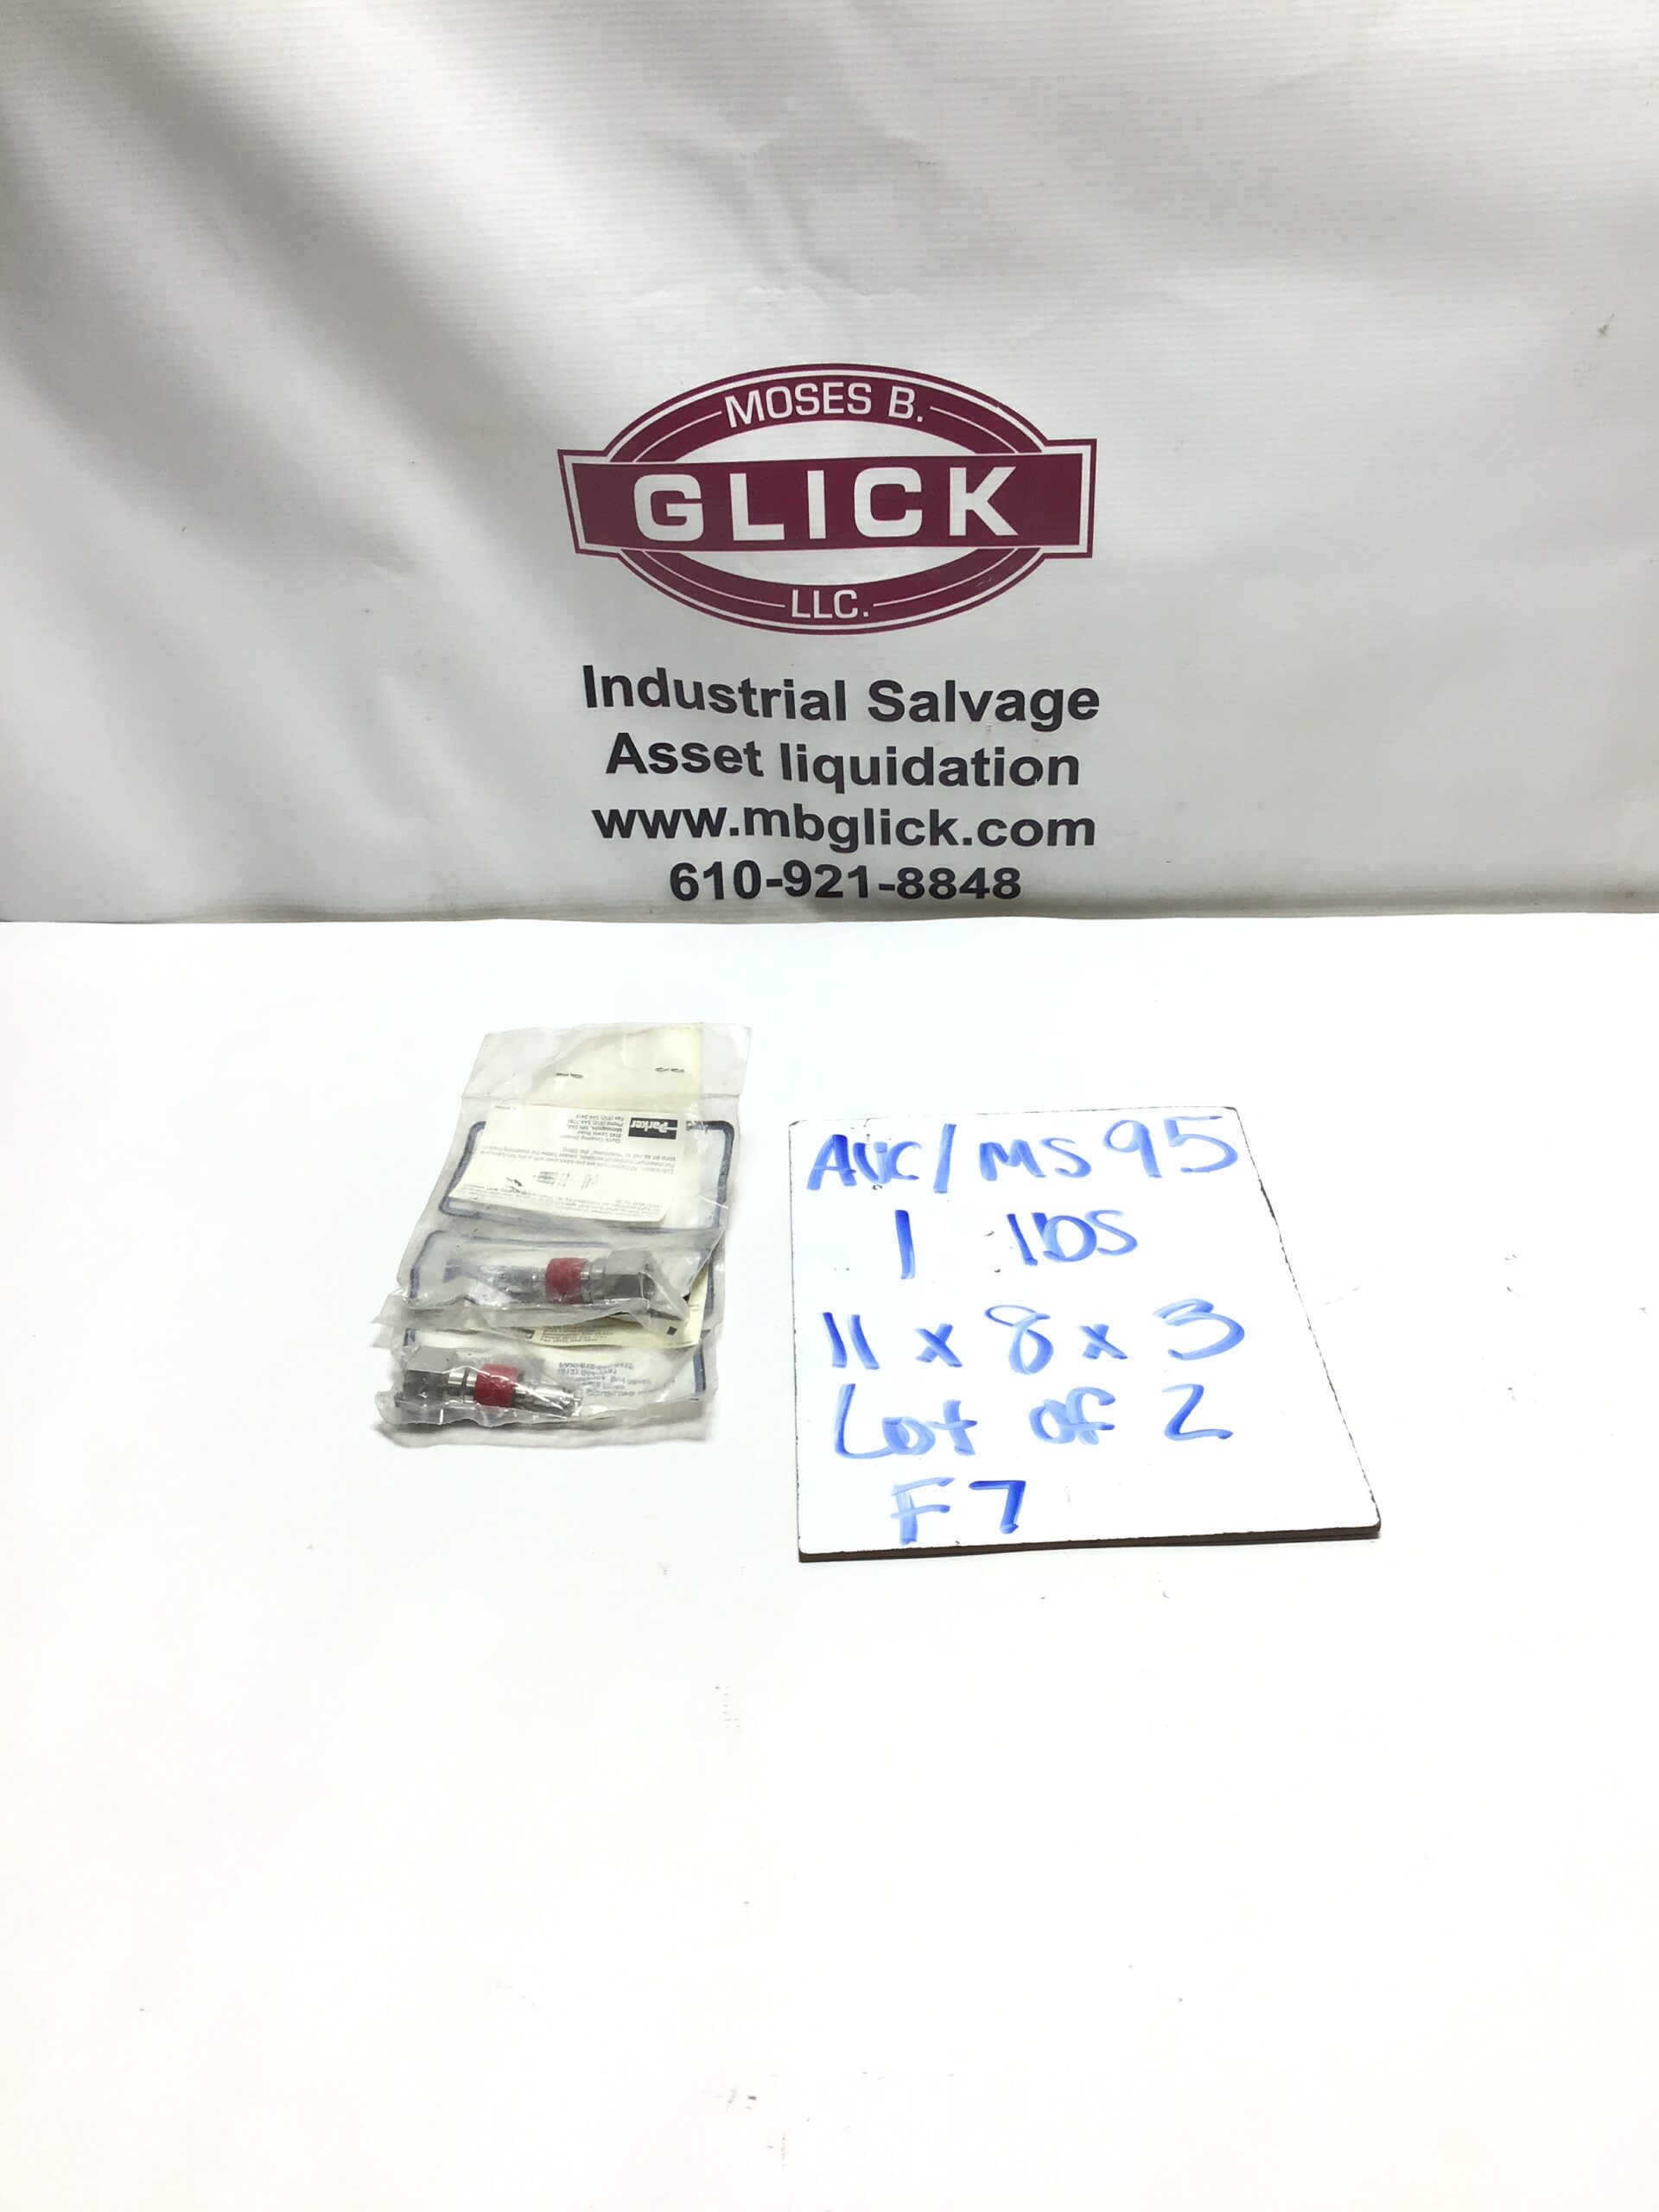 MOSES B.
GLICK
LLC.
Industrial Salvage
Asset liquidation
www.mbglick.com
610-921-8848
Parker
AUC/MS95
1 lbs
11 x 8 x 3
Lot of 2
F7